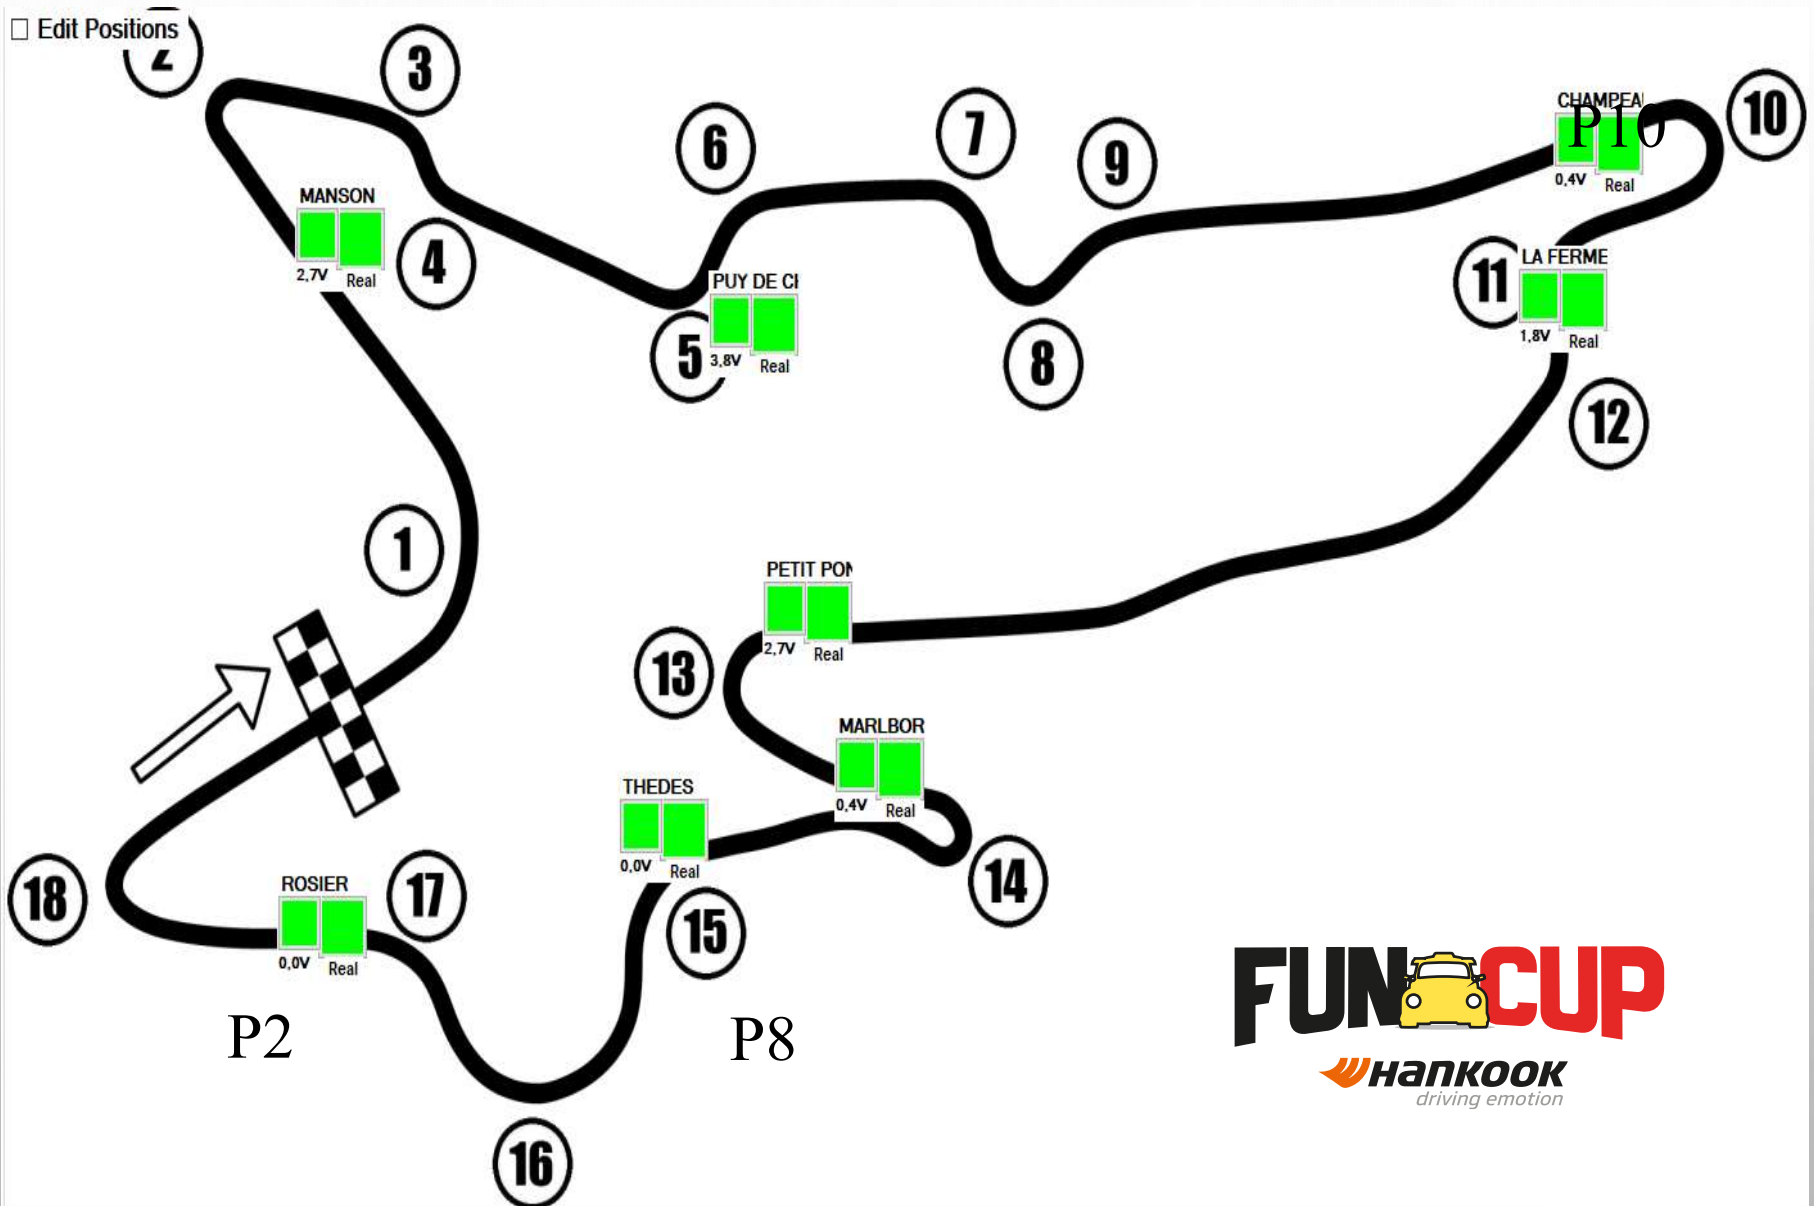 Edit Positions
2
3
6
7
9
CHAMPEA
P10
0,4V
Real
10
MANSON
2,7V
Real
4
PUY DE CI
3,8V
Real
5
8
LA FERME
11
1,8V
Real
12
1
PETIT PON
2,7V
Real
13
MARLBOR
0,4V
Real
THEDES
0,0V
Real
14
15
18
ROSIER
0,0V
Real
17
P2
P8
16
FUN CUP
HANKOOK
driving emotion